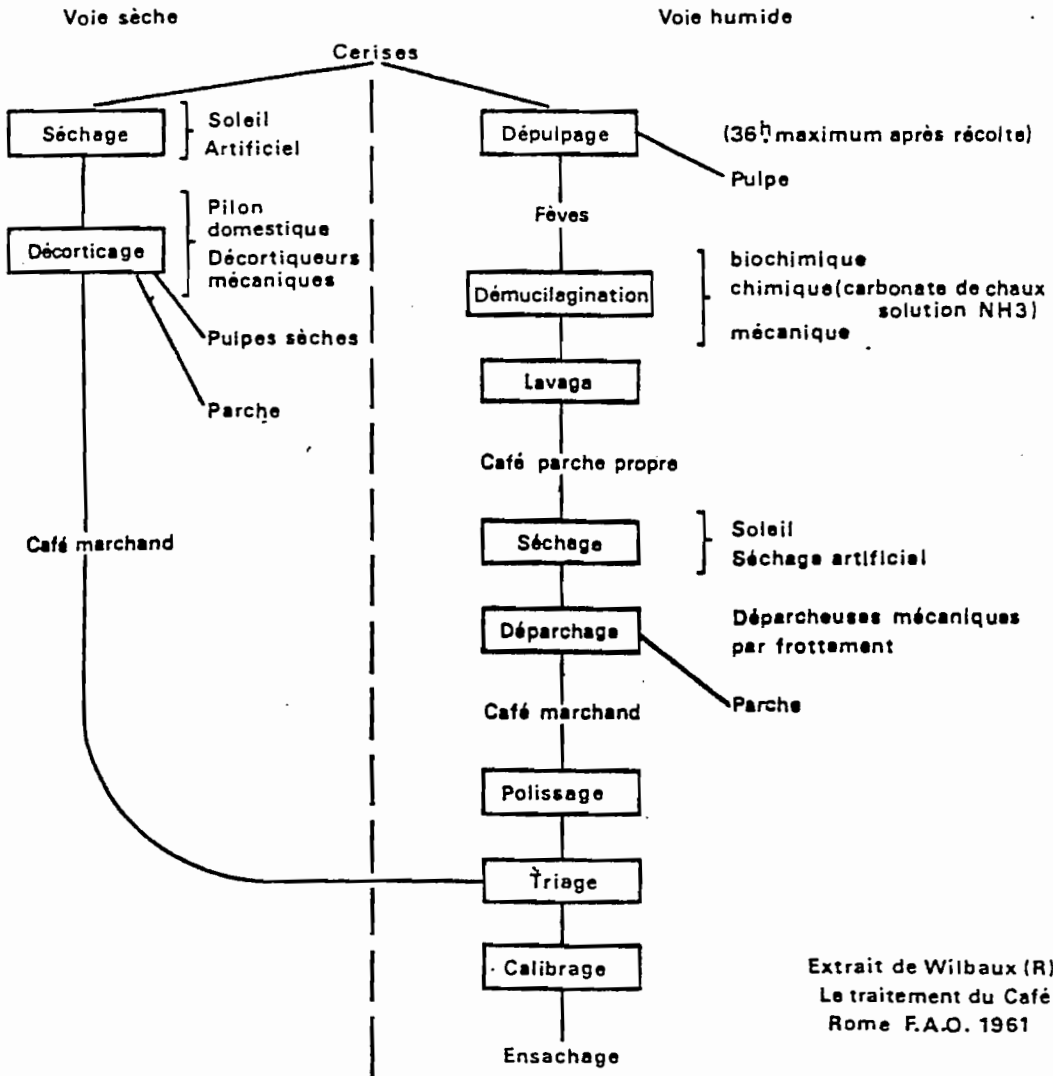 Voie sèche
Voie humide
Cerises
Séchage
Soleil
Artificiel
Décorticage
Pilon
domestique
Décortiqueurs
mécaniques
Pulpes sèches
Parche
Café marchand
Dépulpage
(36h maximum après récolte)
Pulpe
Fèves
Démucilagination
biochimique
chimique(carbonate de chaux
solution NH3)
mécanique
Lavaga
Café parche propre
Séchage
Soleil
Séchage artificial
Déparchage
Déparcheuses mécaniques
par frottement
Parche
Café marchand
Polissage
Triage
Calibrage
Ensachage
Extrait de Wilbaux (R)
Le traitement du Café
Rome F.A.O. 1961